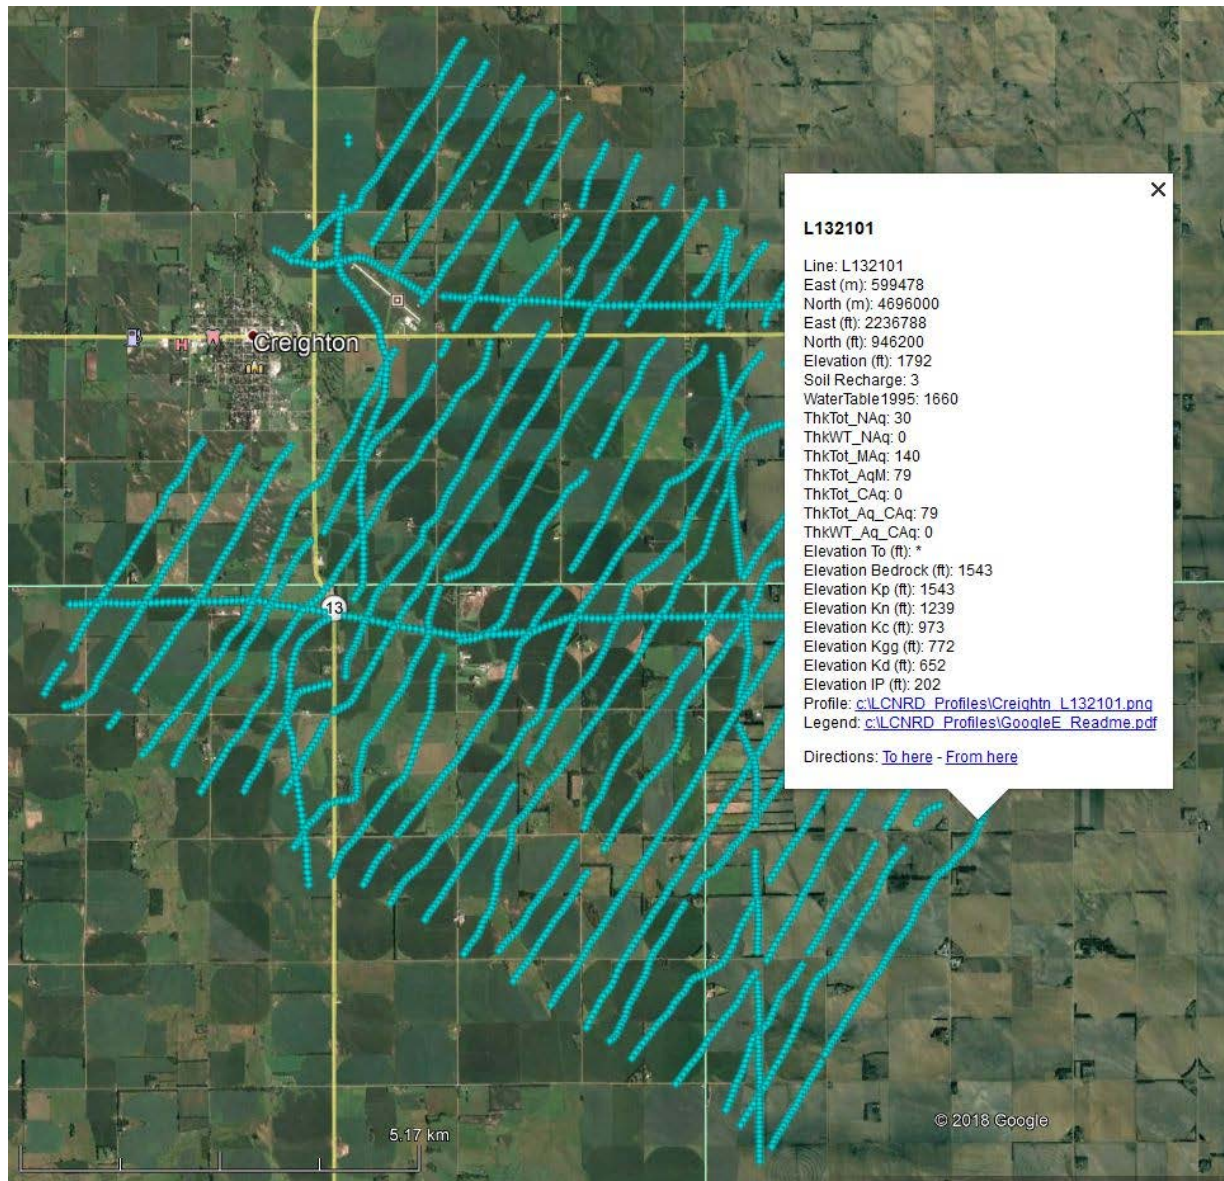 L132101
Line: L132101
East (m): 599478
North (m): 4696000
East (ft): 2236788
North (ft): 946200
Elevation (ft): 1792
Soil Recharge: 3
WaterTable1995: 1660
ThkTot_NAq: 30
ThkWT_NAq: 0
ThkTot_MAq: 140
ThkTot_AqM: 79
ThkTot_CAq: 0
ThkTot_Aq_CAq: 79
ThkWT_Aq_CAq: 0
Elevation To (ft): *
Elevation Bedrock (ft): 1543
Elevation Kp (ft): 1543
Elevation Kn (ft): 1239
Elevation Kc (ft): 973
Elevation Kgg (ft): 772
Elevation Kd (ft): 652
Elevation IP (ft): 202
Profile: c:\LCNRD_Profiles\Creightn_L132101.png
Legend: c:\LCNRD_Profiles\GoogleE_Readme.pdf
Directions: To here - From here
H
Creighton
13
5.17 km
© 2018 Google